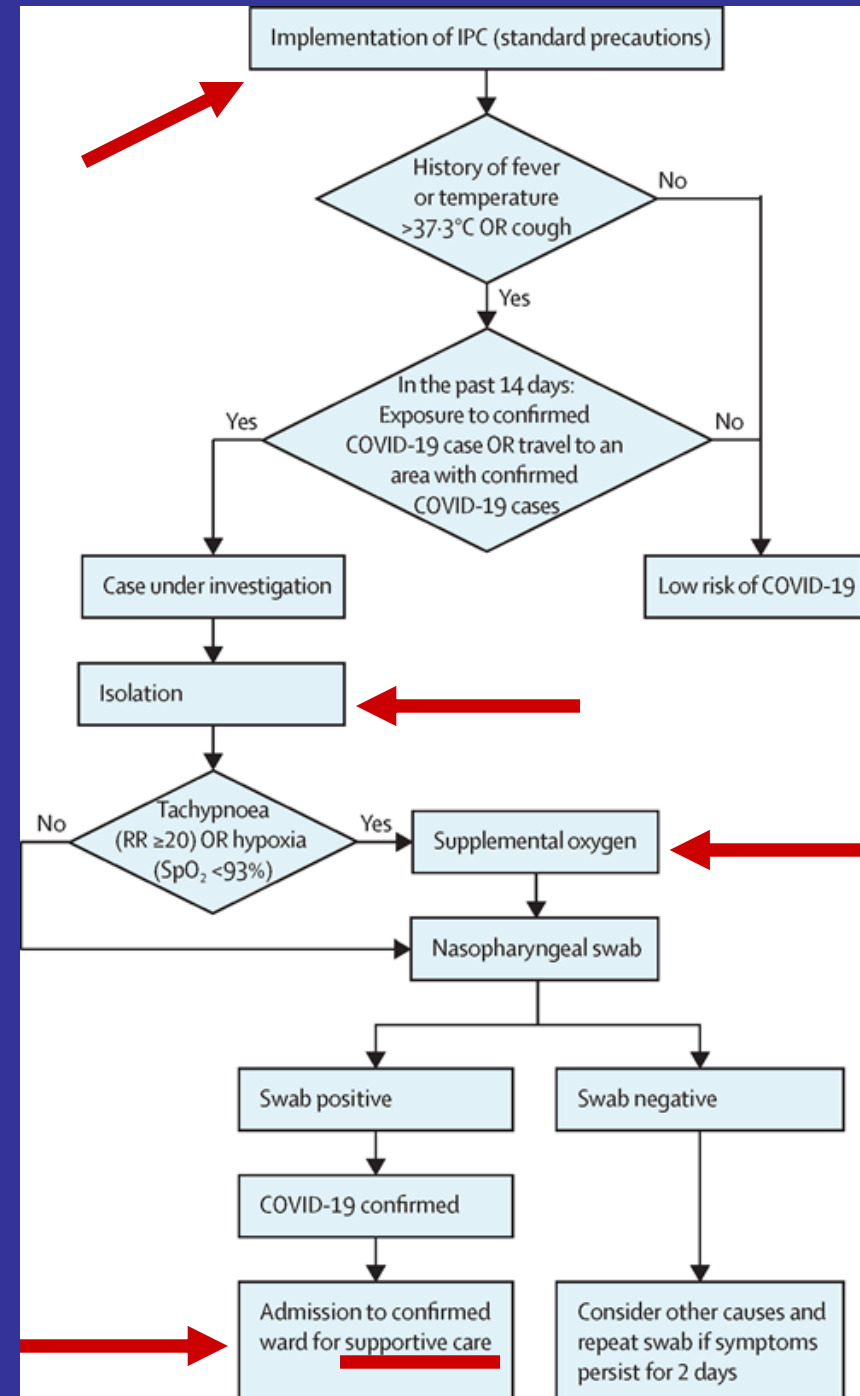 Implementation of IPC (standard precautions)
History of fever
or temperature
>37·3°C OR cough
No
Yes
In the past 14 days:
Exposure to confirmed
COVID-19 case OR travel to an
area with confirmed
COVID-19 cases
Yes
No
Case under investigation
Low risk of COVID-19
Isolation
Tachypnoea
(RR ≥20) OR hypoxia
(SpO₂ <93%)
No
Yes
Supplemental oxygen
Nasopharyngeal swab
Swab positive
Swab negative
COVID-19 confirmed
Admission to confirmed
ward for supportive care
Consider other causes and
repeat swab if symptoms
persist for 2 days